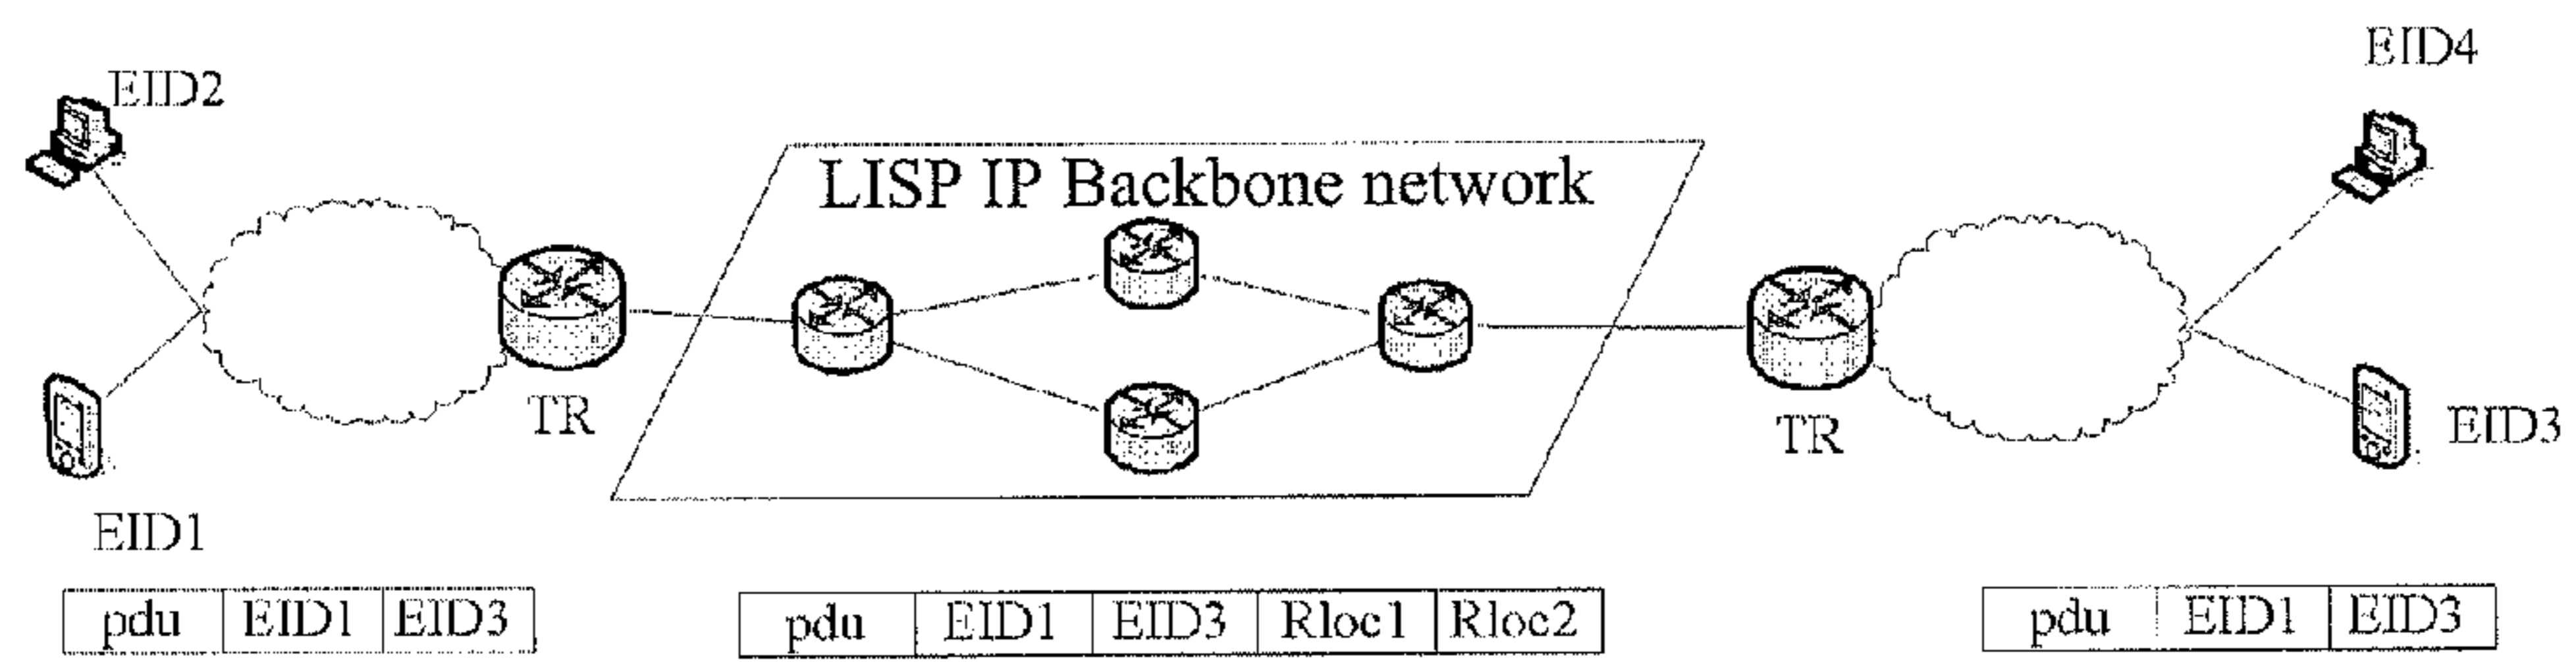 EID4
EID2
LISP IP Backbone network
TR
TR
EID3
EID1
pdu EID1 EID3
pdu EID1 EID3 Rloc1 Rloc2
pdu EID1 EID3